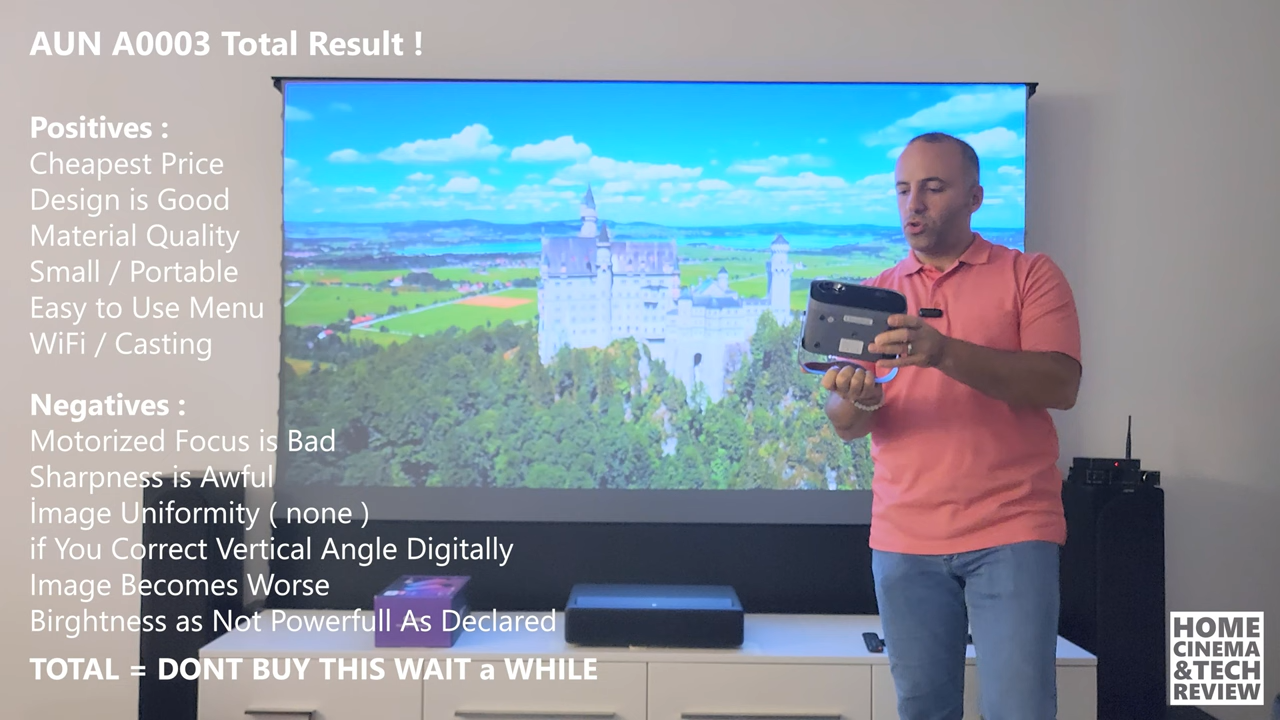 AUN A0003 Total Result !
Positives :
Cheapest Price
Design is Good
Material Quality
Small / Portable
Easy to Use Menu
WiFi / Casting
Negatives :
Motorized Focus is Bad
Sharpness is Awful
İmage Uniformity ( none )
if You Correct Vertical Angle Digitally
Image Becomes Worse
Birghtness as Not Powerfull As Declared
TOTAL = DONT BUY THIS WAIT a WHILE
HOME
CINEMA
&TECH
REVIEW